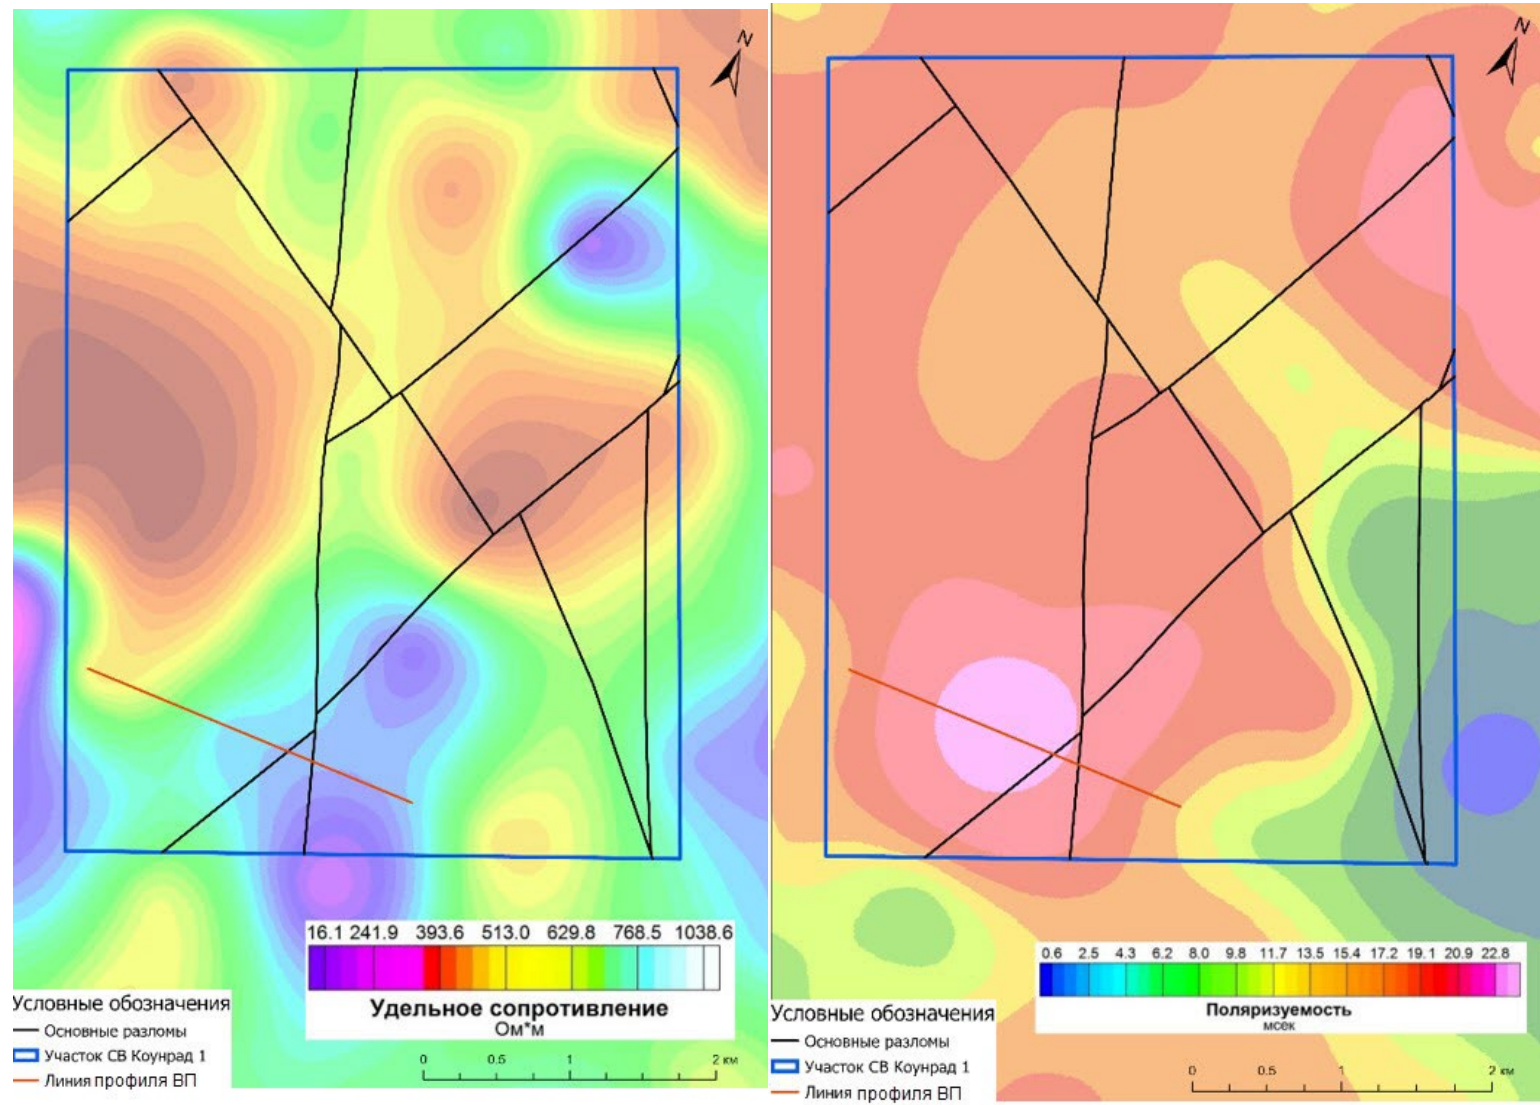 N
16.1 241.9 393.6 513.0 629.8 768.5 1038.6
Удельное сопротивление
Ом*м
Условные обозначения
Основные разломы
Участок СВ Коунрад 1
Линия профиля ВП
0 0.5 1 2 км
N
0.6 2.5 4.3 6.2 8.0 9.8 11.7 13.5 15.4 17.2 19.1 20.9 22.8
Поляризуемость
мсек
Условные обозначения
Основные разломы
Участок СВ Коунрад 1
Линия профиля ВП
0 0.5 1 2 км